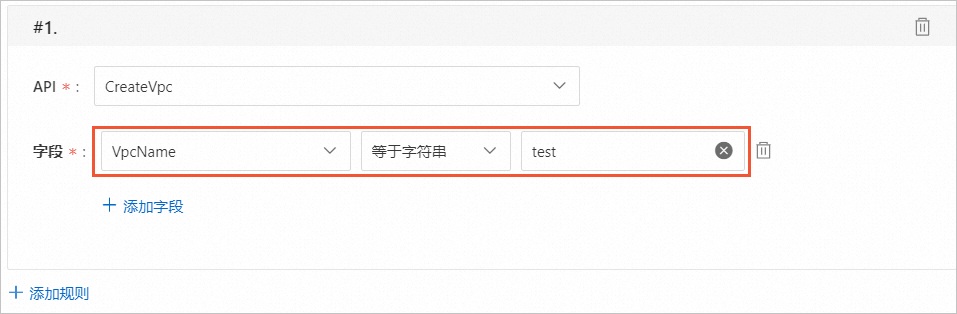 #1.
API * : CreateVpc
字段 * : VpcName 等于字符串 test
+ 添加字段
+ 添加规则